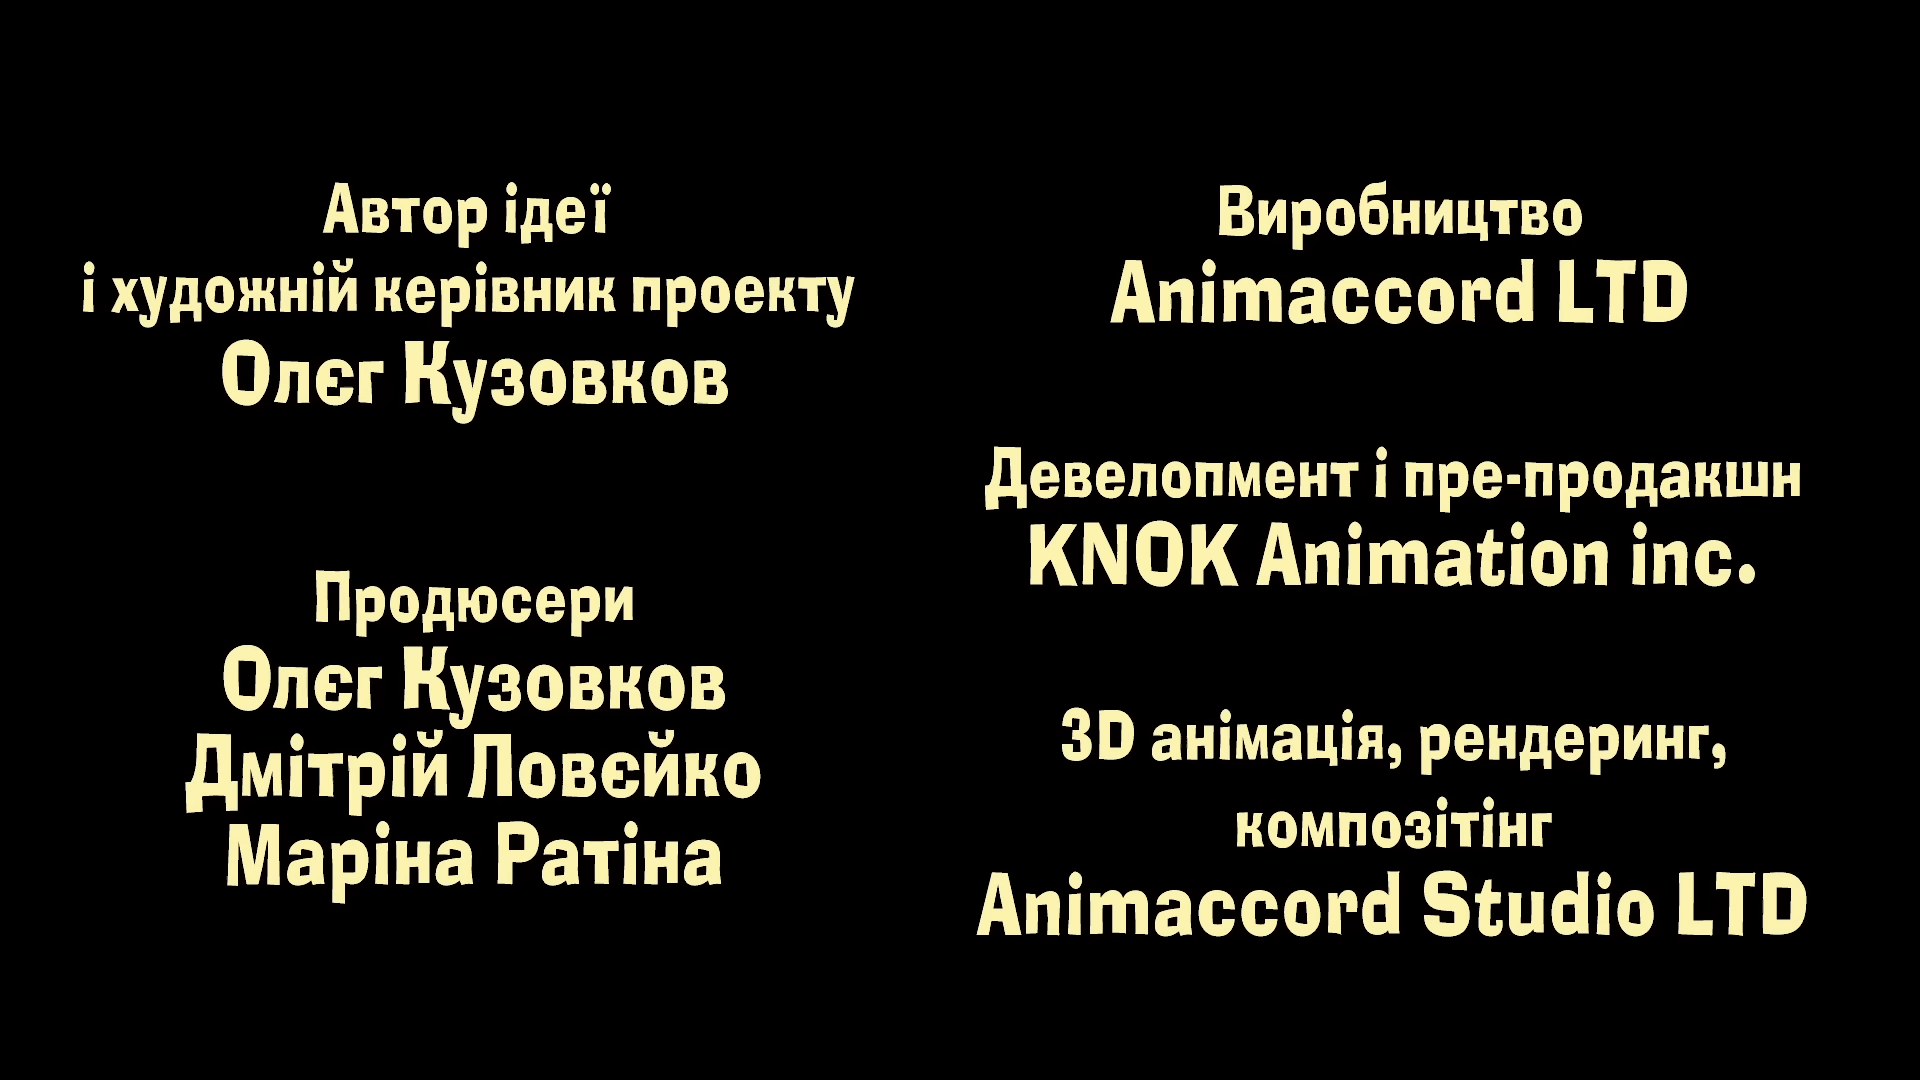 Автор ідеї
і художній керівник проекту
Олєг Кузовков
Продюсери
Олєг Кузовков
Дмітрій Ловєйко
Маріна Ратіна
Виробництво
Animaccord LTD
Девелопмент і пре-продакшн
KNOK Animation inc.
3D анімація, рендеринг,
композітінг
Animaccord Studio LTD